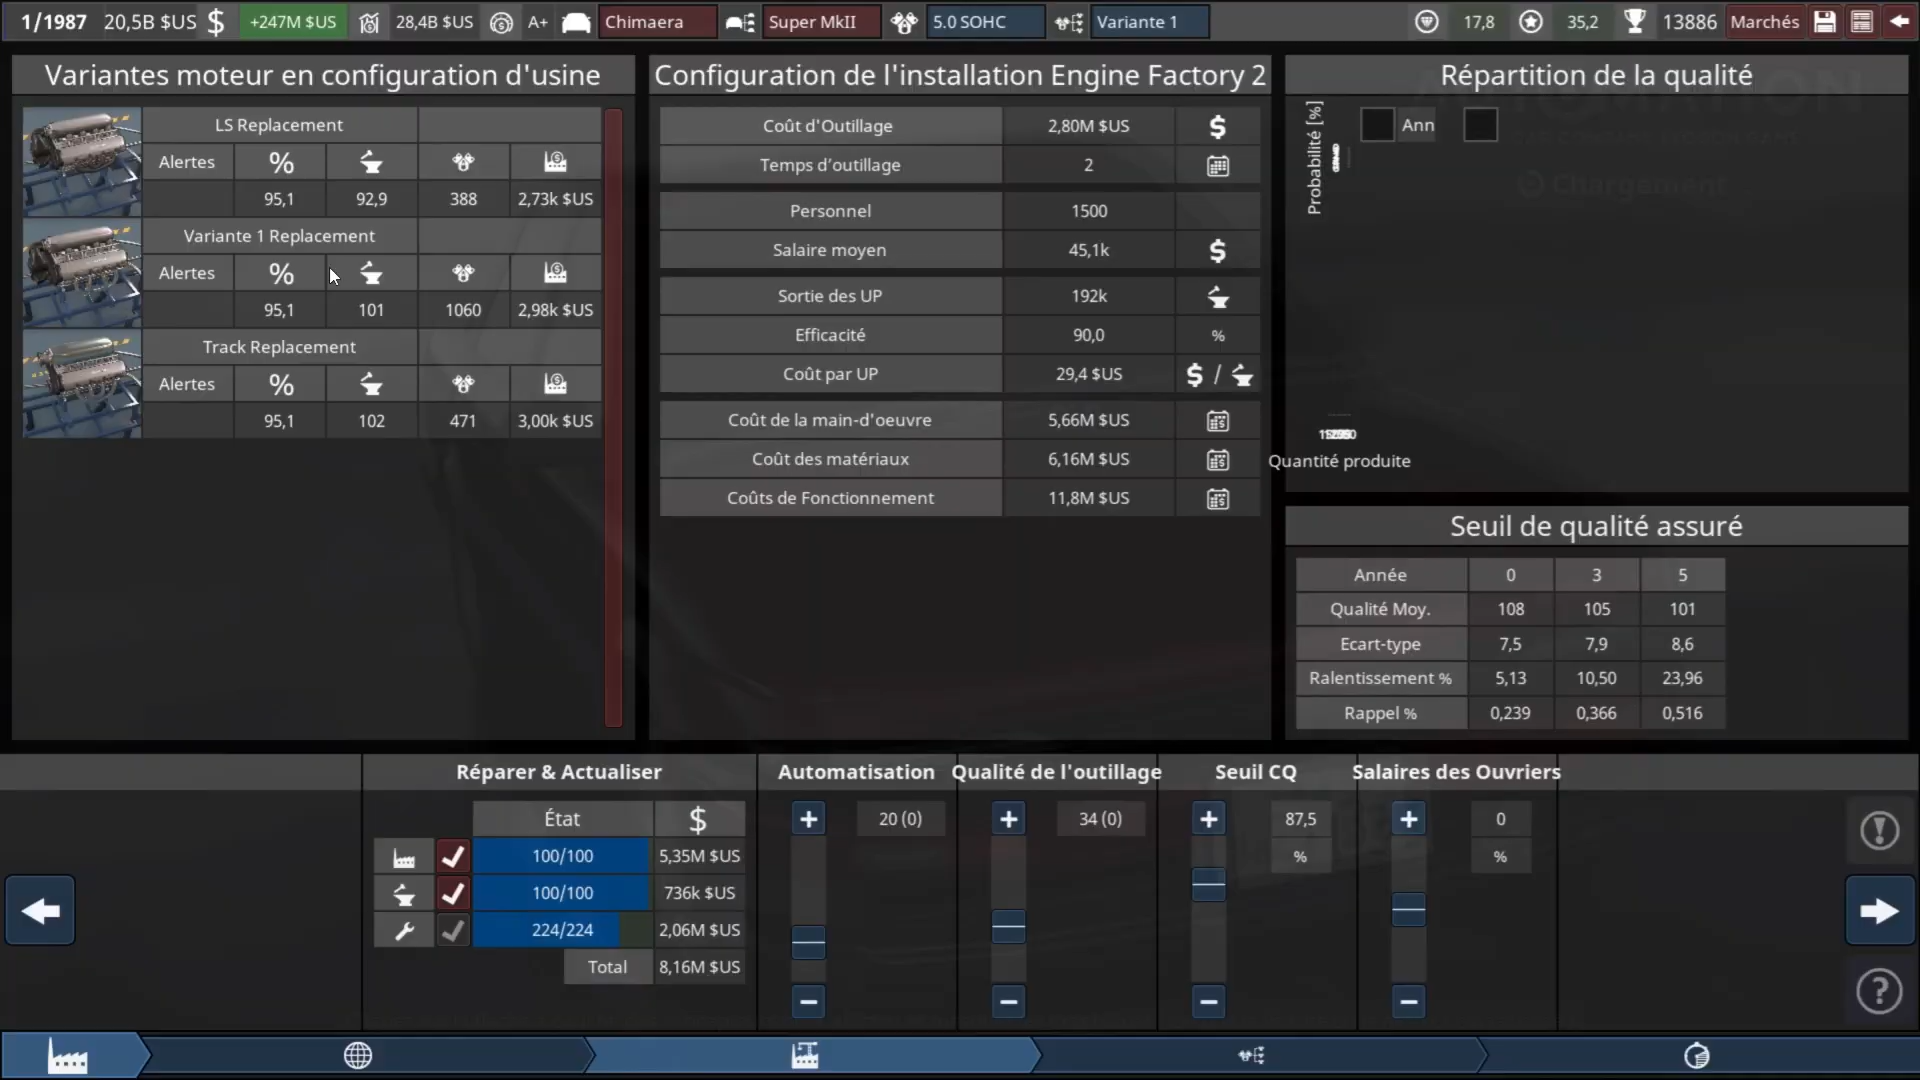 1/1987 20,5B $US $ +247M $US 28,4B $US A+ Chimaera Super MkII 5.0 SOHC Variante 1 17,8 35,2 13886 Marchés
Variantes moteur en configuration d'usine
LS Replacement
Alertes %
95,1 92,9 388 2,73k $US
Variante 1 Replacement
Alertes %
95,1 101 1060 2,98k $US
Track Replacement
Alertes %
95,1 102 471 3,00k $US
Configuration de l'installation Engine Factory 2
Coût d'Outillage 2,80M $US $
Temps d'outillage 2
Personnel 1500
Salaire moyen 45,1k $
Sortie des UP 192k
Efficacité 90,0 %
Coût par UP 29,4 $US $ /
Coût de la main-d'oeuvre 5,66M $US
Coût des matériaux 6,16M $US
Coûts de Fonctionnement 11,8M $US
Répartition de la qualité
Probabilité [%]
Ann
Chargement
Quantité produite
Seuil de qualité assuré
Année 0 3 5
Qualité Moy. 108 105 101
Ecart-type 7,5 7,9 8,6
Ralentissement % 5,13 10,50 23,96
Rappel % 0,239 0,366 0,516
Réparer & Actualiser
État $
100/100 5,35M $US
100/100 736k $US
224/224 2,06M $US
Total 8,16M $US
Automatisation
20 (0)
Qualité de l'outillage
34 (0)
Seuil CQ
87,5
%
Salaires des Ouvriers
0
%